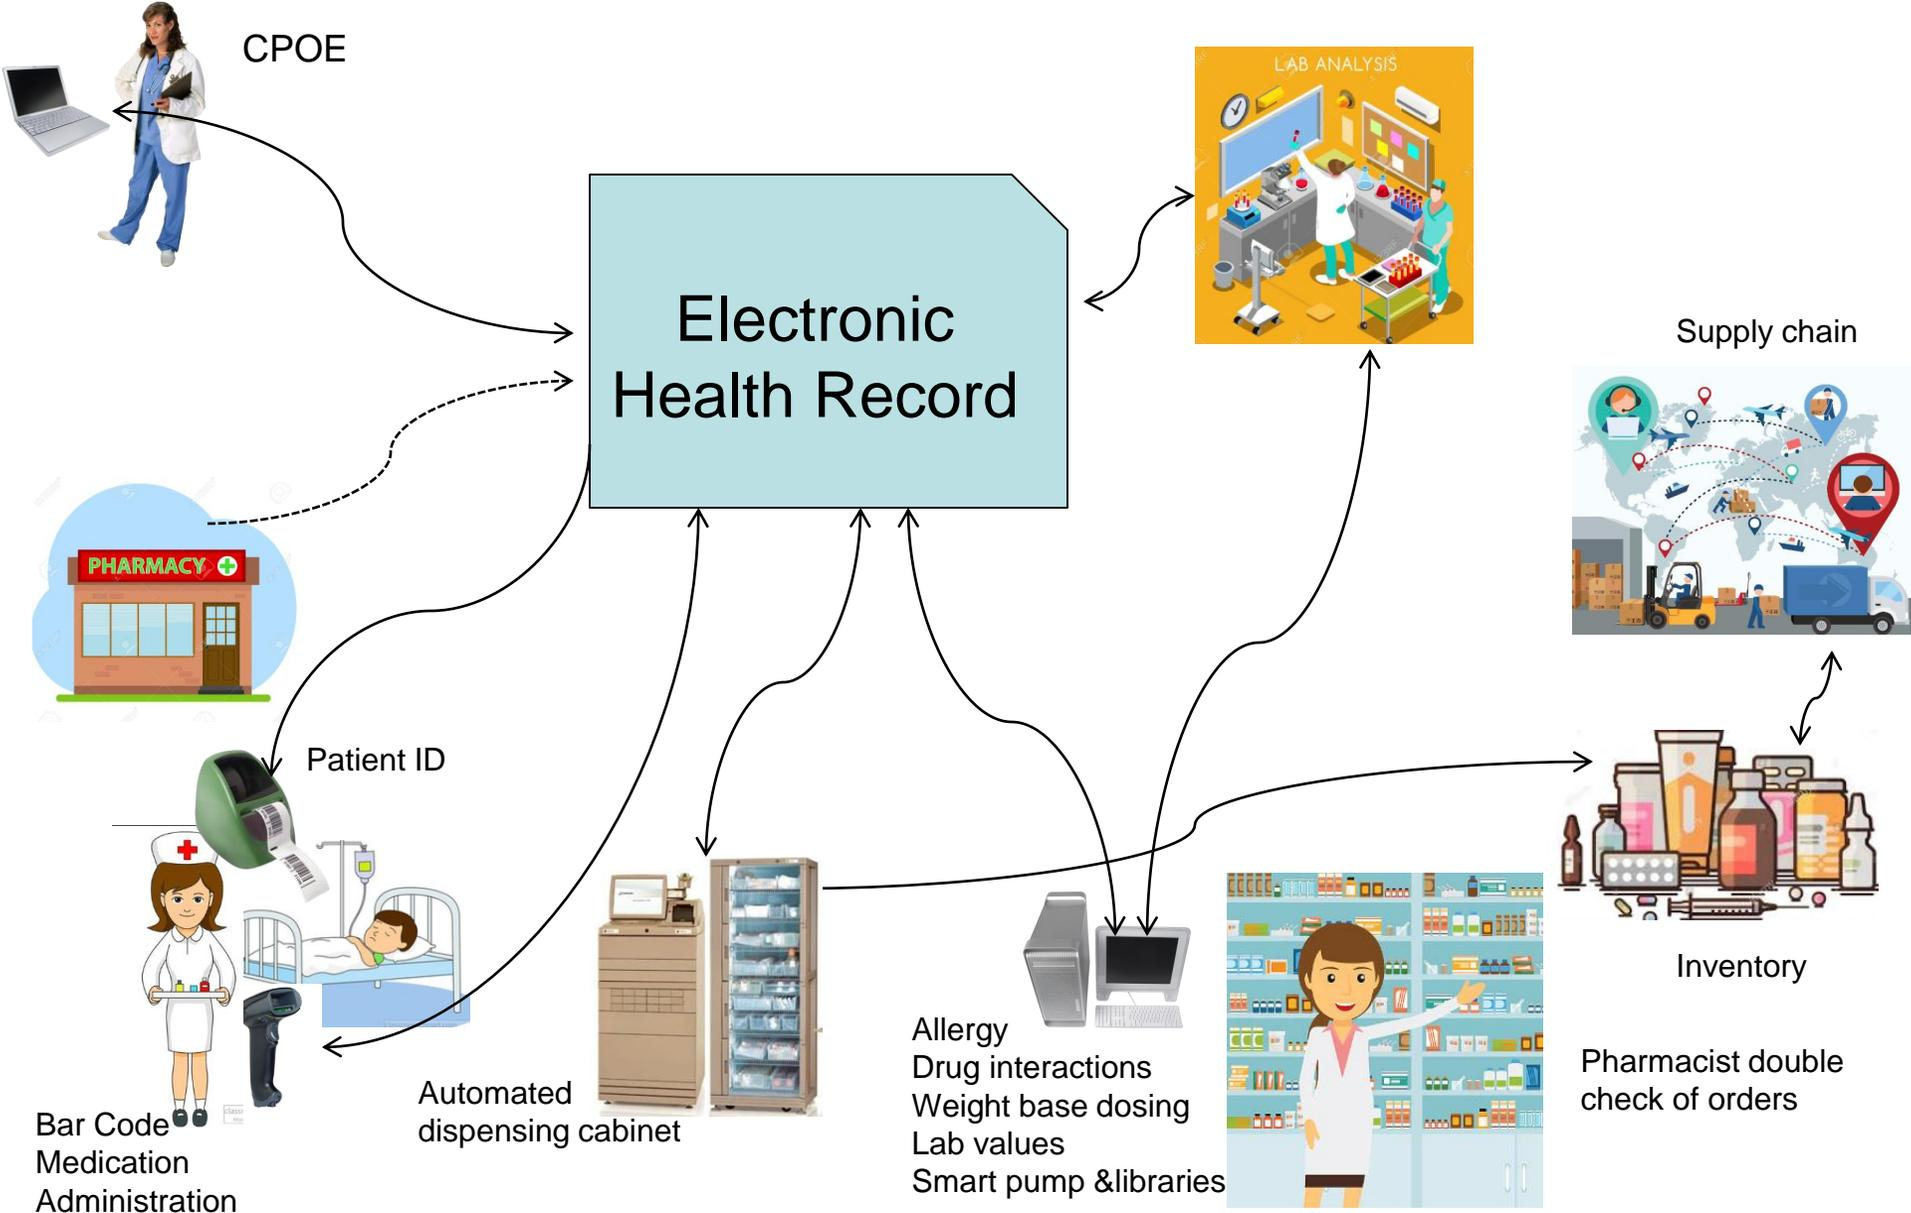 CPOE
LAB ANALYSIS
Electronic
Health Record
Supply chain
PHARMACY
Patient ID
Inventory
Automated
dispensing cabinet
Allergy
Drug interactions
Weight base dosing
Lab values
Smart pump &libraries
Pharmacist double
check of orders
Bar Code
Medication
Administration